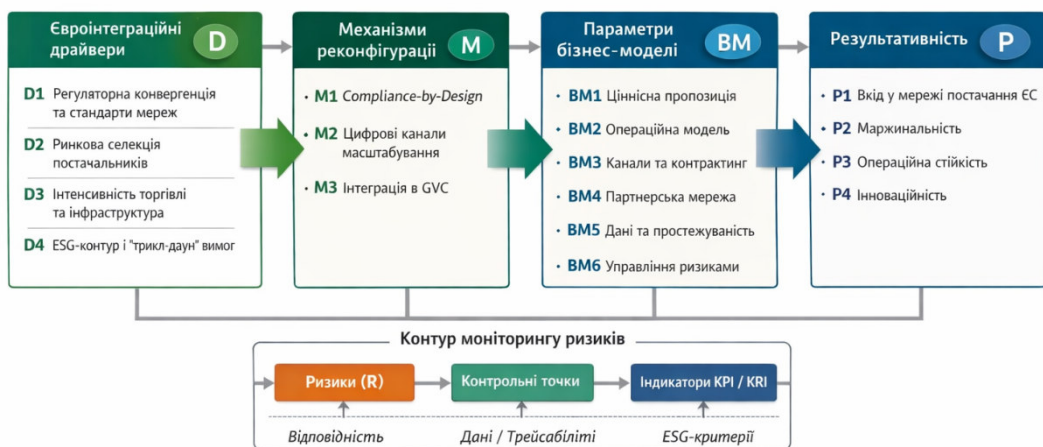 Євроінтеграційні
драйвери
D
D1 Регуляторна конвергенція
та стандарти мереж
D2 Ринкова селекція
постачальників
D3 Інтенсивність торгівлі
та інфраструктура
D4 ESG-контур і "трикл-даун" вимог
Механізми
реконфігурації
M
• M1 Compliance-by-Design
• M2 Цифрові канали
масштабування
• M3 Інтеграція в GVC
Параметри
бізнес-моделі
BM
• BM1 Ціннісна пропозиція
• BM2 Операційна модель
• BM3 Канали та контрактинг
• BM4 Партнерська мережа
• BM5 Дані та простежуваність
• BM6 Управління ризиками
Результативність
P
• P1 Вхід у мережі постачання ЄС
• P2 Маржинальність
• P3 Операційна стійкість
• P4 Інноваційність
Контур моніторингу ризиків
Ризики (R)
Контрольні точки
Індикатори KPI / KRI
Відповідність
Дані / Трейсабіліті
ESG-критерії